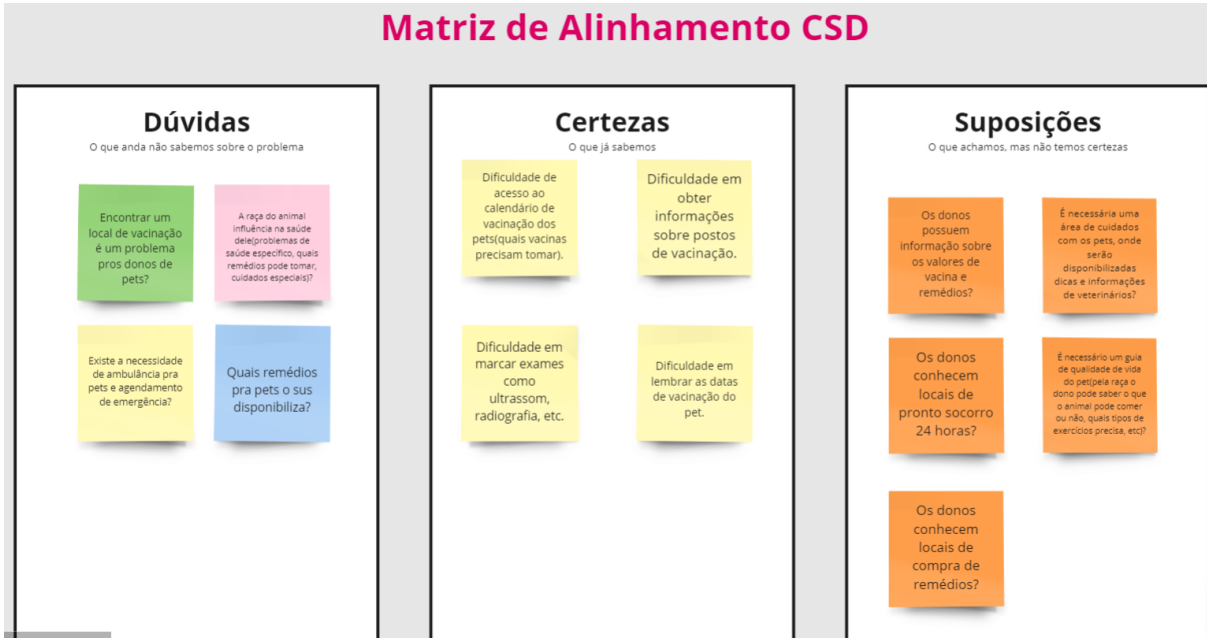 Matriz de Alinhamento CSD
Dúvidas
O que anda não sabemos sobre o problema
Encontrar um
local de vacinação
é um problema
pros donos de
pets?
A raça do animal
influência na saúde
dele(problemas de
saúde específico, quais
remédios pode tomar,
cuidados especiais)?
Existe a necessidade
de ambulância pra
pets e agendamento
de emergência?
Quais remédios
pra pets o sus
disponibiliza?
Certezas
O que já sabemos
Dificuldade de
acesso ao
calendário de
vacinação dos
pets(quais vacinas
precisam tomar).
Dificuldade em
obter
informações
sobre postos
de vacinação.
Dificuldade em
marcar exames
como
ultrassom,
radiografia, etc.
Dificuldade em
lembrar as datas
de vacinação do
pet.
Suposições
O que achamos, mas não temos certezas
Os donos
possuem
informação sobre
os valores de
vacina e
remédios?
É necessária uma
área de cuidados
com os pets, onde
serão
disponibilizadas
dicas e informações
de veterinários?
Os donos
conhecem
locais de
pronto socorro
24 horas?
É necessário um guia
de qualidade de vida
do pet(pela raça o
dono pode saber o que
o animal pode comer
ou não, quais tipos de
exercícios precisa, etc)?
Os donos
conhecem
locais de
compra de
remédios?